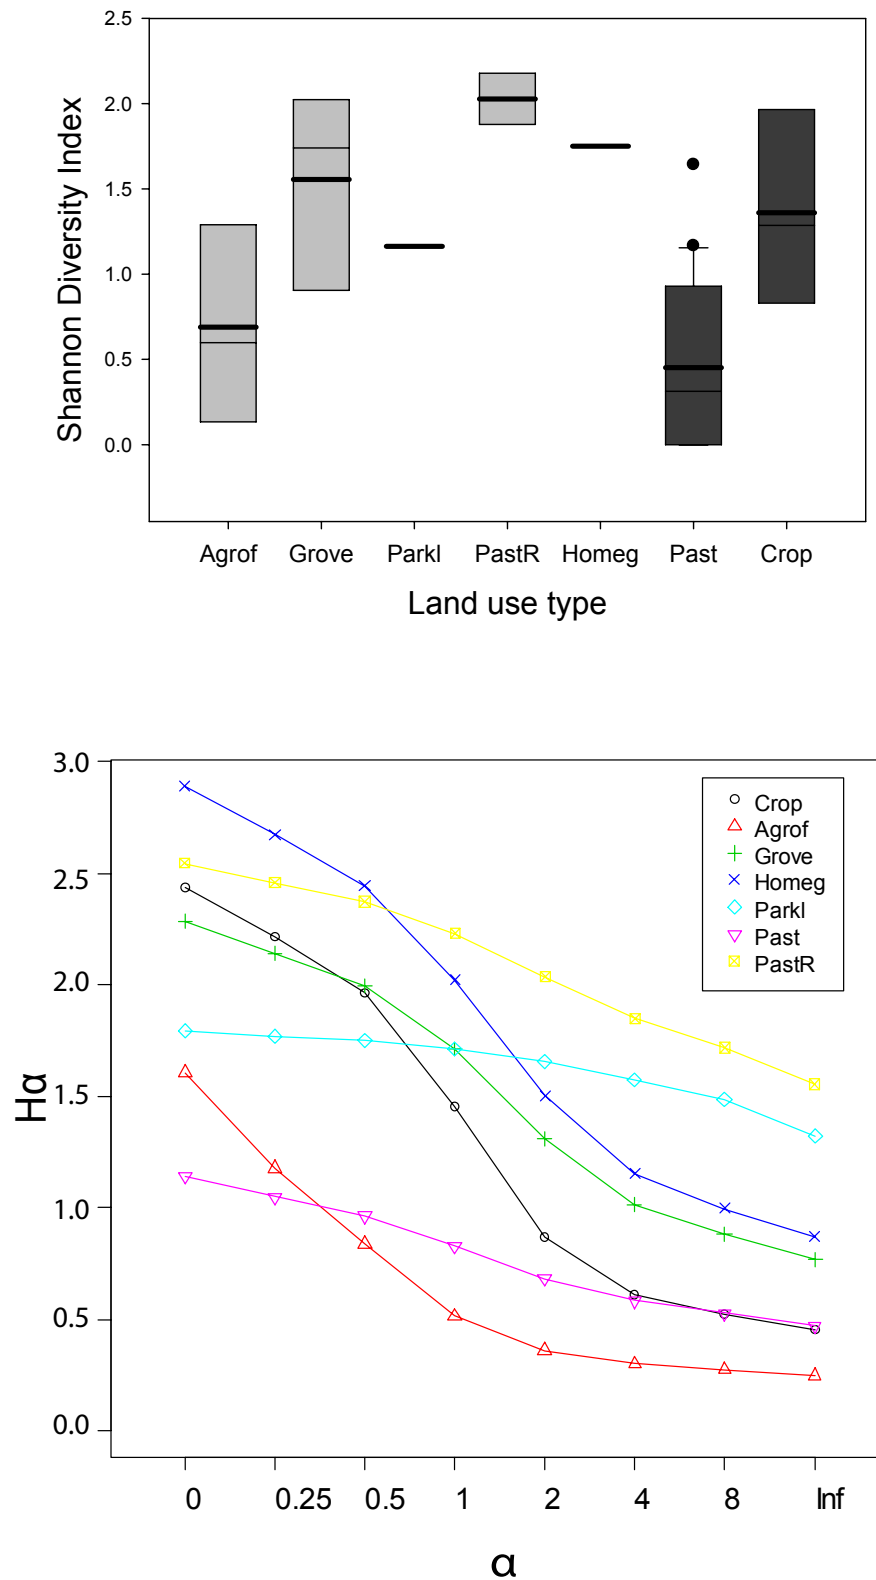 2.5
2.0
1.5
1.0
0.5
0.0
Shannon Diversity Index
Agrof Grove Parkl PastR Homeg Past Crop
Land use type
3.0
2.5
2.0
1.5
1.0
0.5
0.0
Hα
Crop
Agrof
Grove
Homeg
Parkl
Past
PastR
0 0.25 0.5 1 2 4 8 Inf
α